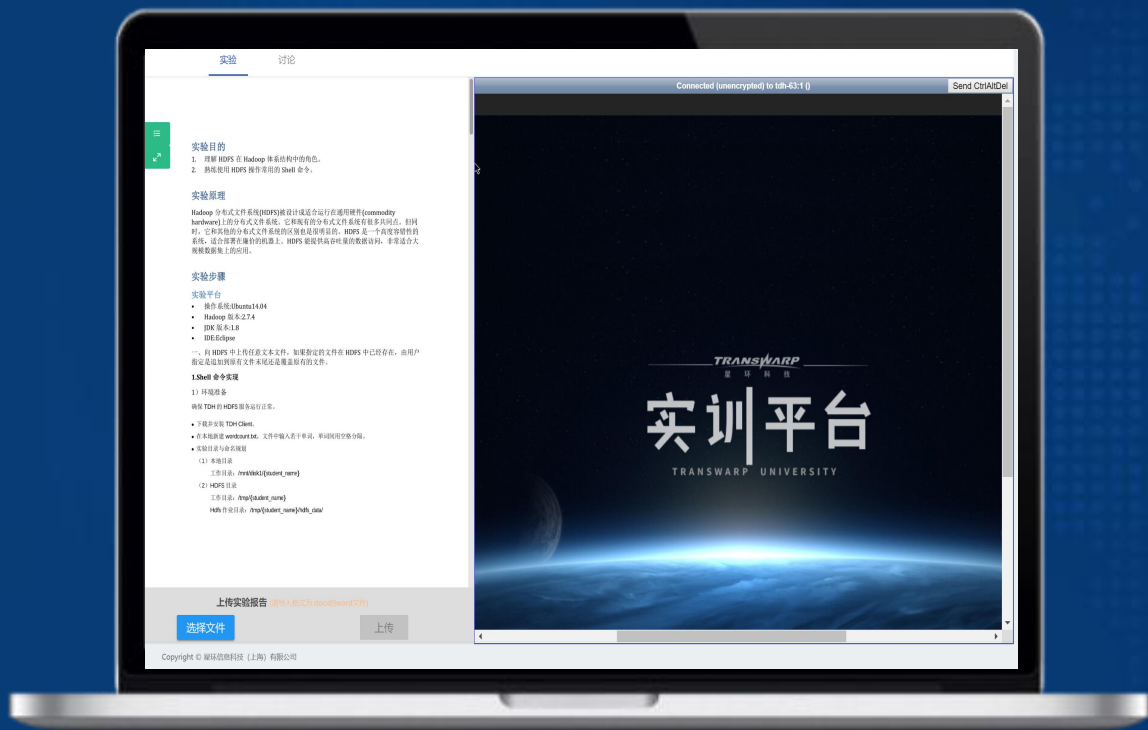 实验
讨论
实验目的
1. 理解 HDFS 在 Hadoop 体系结构中的角色。
2. 熟练使用 HDFS 操作常用的 Shell 命令。
实验原理
Hadoop 分布式文件系统(HDFS)被设计成适合运行在通用硬件(commodity
hardware)上的分布式文件系统。它和现有的分布式文件系统有很多共同点。但同
时，它和其他的分布式文件系统的区别也是很明显的。HDFS 是一个高度容错性的
系统，适合部署在廉价的机器上。HDFS 能提供高吞吐量的数据访问，非常适合大
规模数据集上的应用。
实验步骤
实验平台
• 操作系统:Ubuntu14.04
• Hadoop 版本:2.7.4
• JDK 版本:1.8
• IDE:Eclipse
一、向 HDFS 中上传任意文本文件，如果指定的文件在 HDFS 中已经存在，由用户
指定是追加到原有文件末尾还是覆盖原有的文件。
1.Shell 命令实现
1）环境准备
确保 TDH 的 HDFS 服务运行正常。
• 下载并安装 TDH Client。
• 在本地新建 wordcount.txt，文件中输入若干单词，单词间用空格分隔。
• 实验目录与命名规划
（1）本地目录
工作目录：/mnt/disk1/{student_name}
（2）HDFS 目录
工作目录：/tmp/{student_name}
Hdfs 作业目录：/tmp/{student_name}/hdfs_data/
上传实验报告
选择文件
上传
Copyright © 星环信息科技（上海）有限公司
Connected (unencrypted) to tdh-63:1 ()
Send CtrlAltDel
TRANSWARP
星环科技
实训平台
TRANSWARP UNIVERSITY